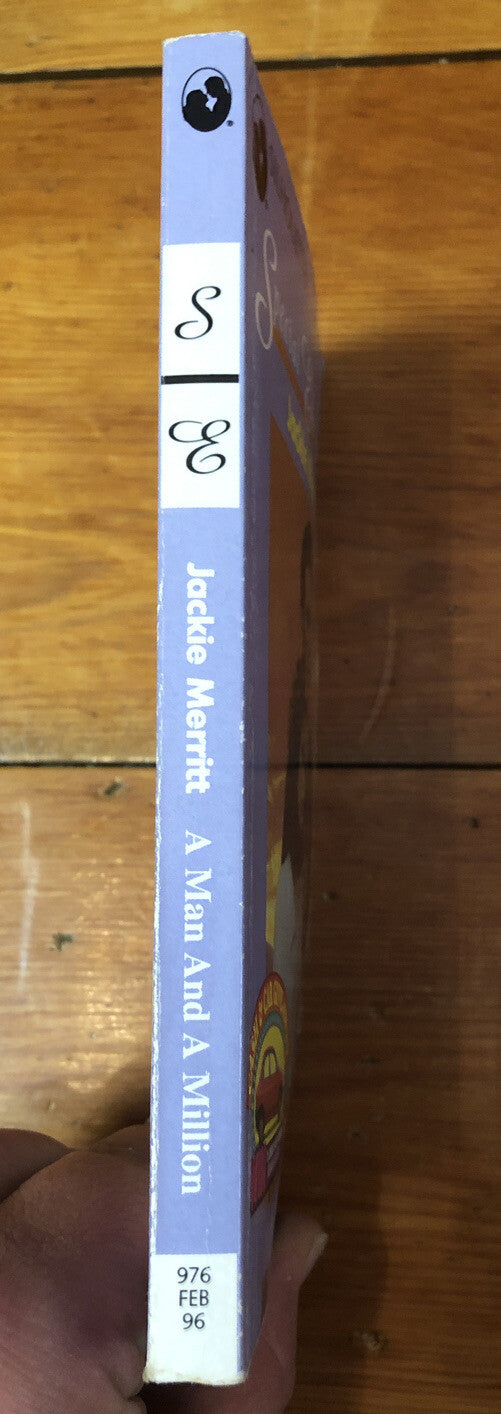 ®
S
E
Jackie Merritt A Man And A Million
976
FEB
96